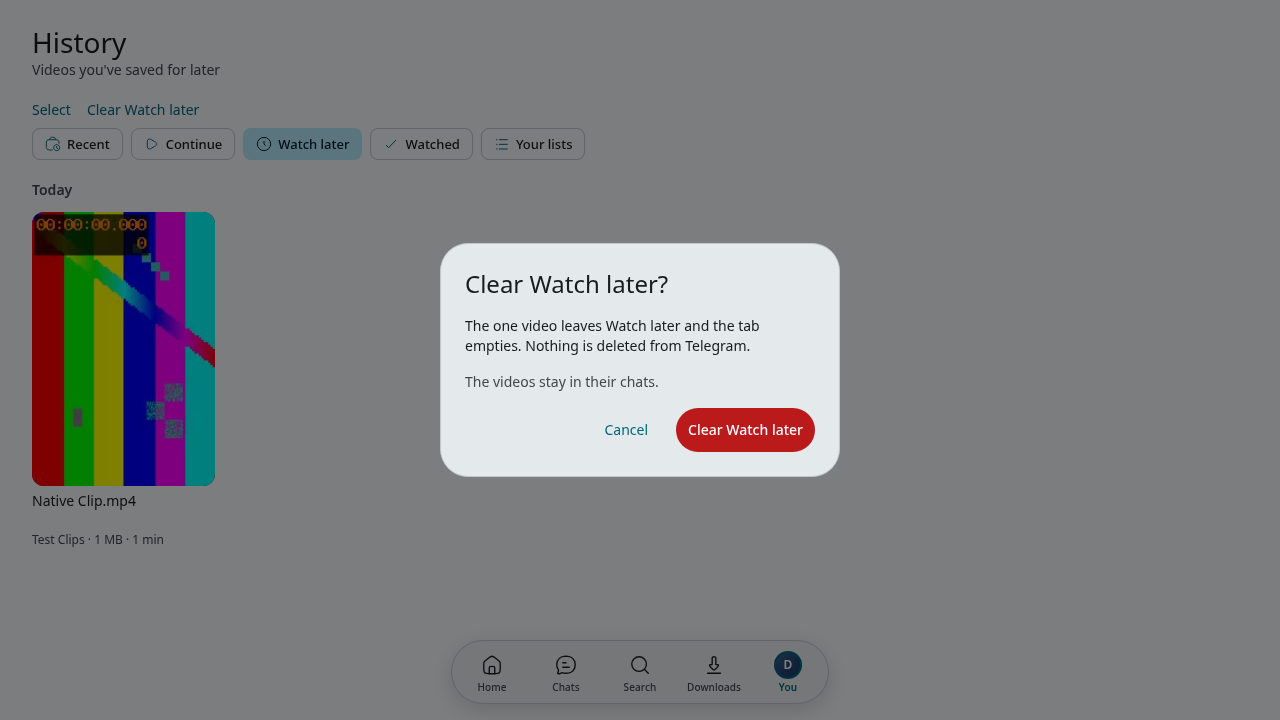 History
Videos you've saved for later
Select Clear Watch later
Recent Continue Watch later Watched Your lists
Today
00:00:00.000
0
Native Clip.mp4
Test Clips · 1 MB · 1 min
Clear Watch later?
The one video leaves Watch later and the tab
empties. Nothing is deleted from Telegram.
The videos stay in their chats.
Cancel Clear Watch later
D
Home Chats Search Downloads You